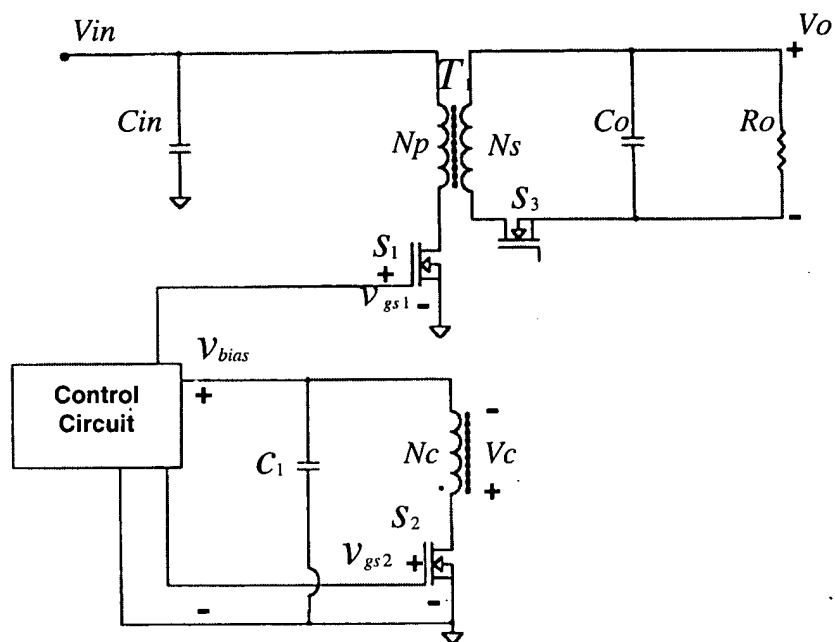 Vin
Vo
+
T
Cin
Np
Ns
Co
Ro
S3
-
S1
+
vgs1
-
Vbias
+
Control
Circuit
C1
Nc
-
Vc
+
S2
vgs2
+
-
-